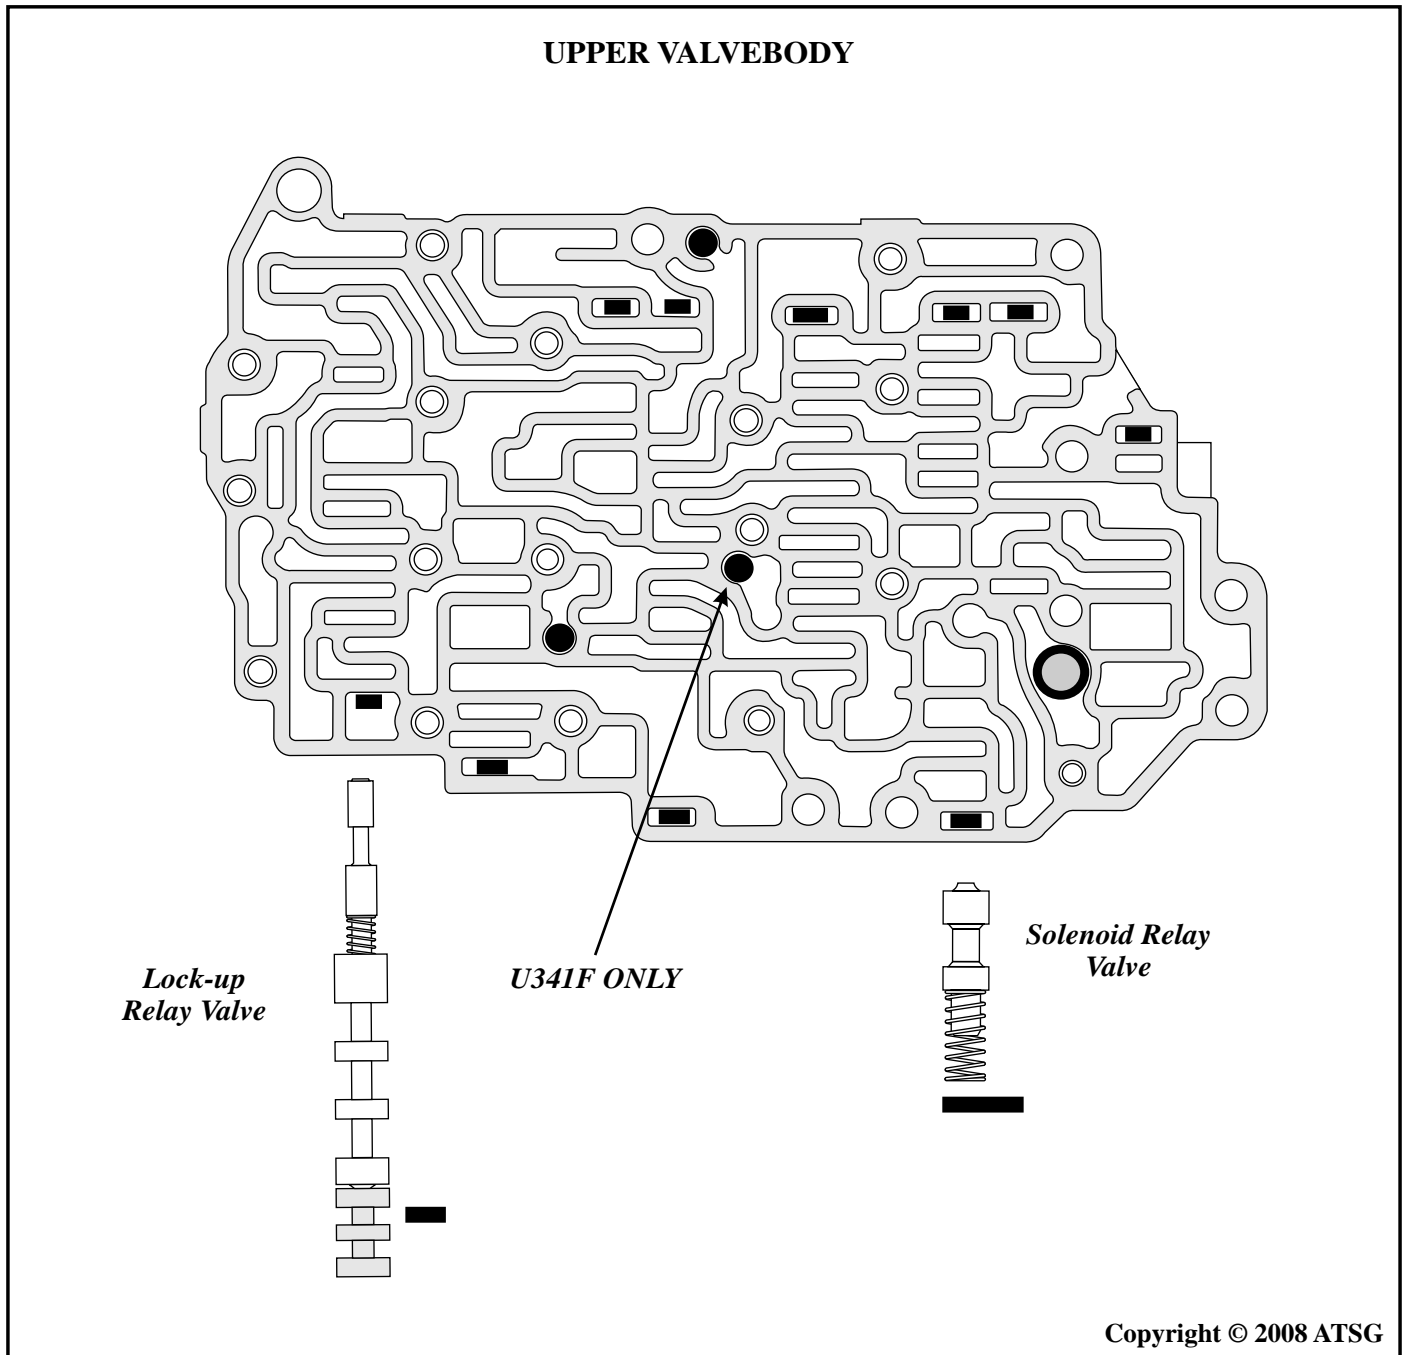 UPPER VALVEBODY
Lock-up
Relay Valve
U341F ONLY
Solenoid Relay
Valve
Copyright © 2008 ATSG